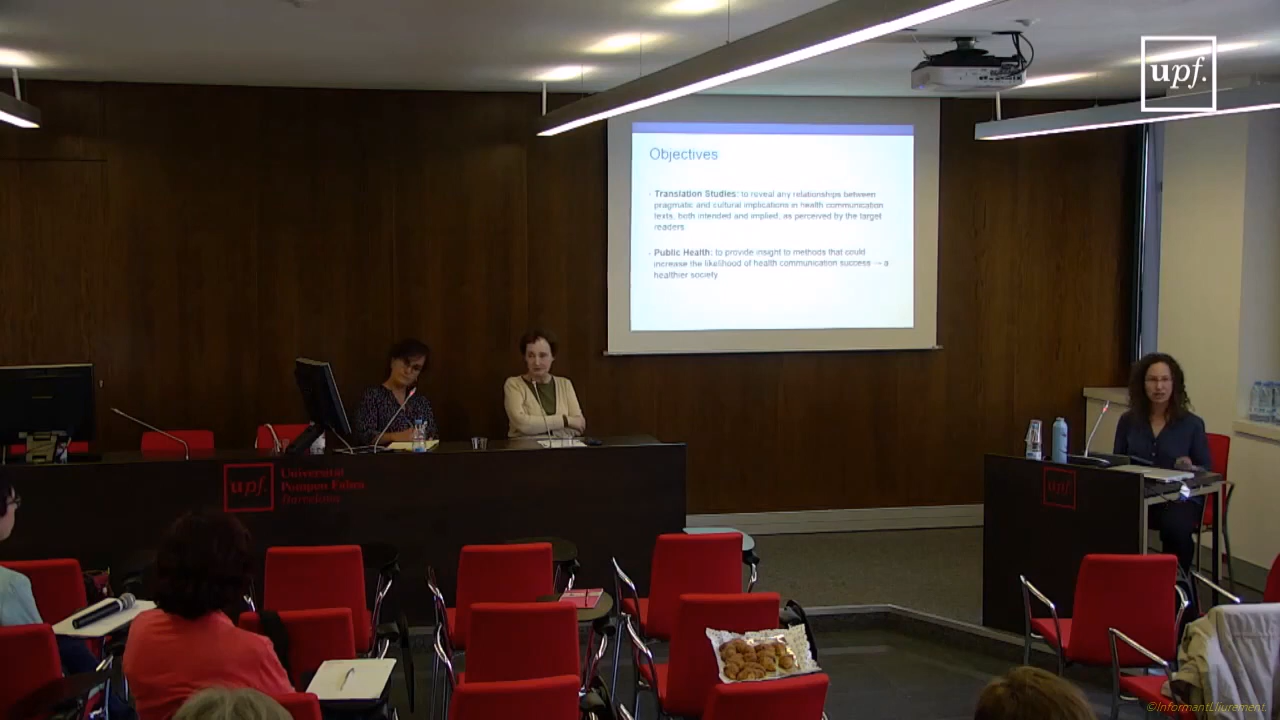 upf.
Objectives
Translation Studies: to reveal any relationships between
pragmatic and cultural implications in health communication
texts, both intended and implied, as perceived by the target
readers
Public Health: to provide insight to methods that could
increase the likelihood of health communication success → a
healthier society
upf.
Universitat
Pompeu Fabra
Barcelona
upf.
©InformantLliurement.